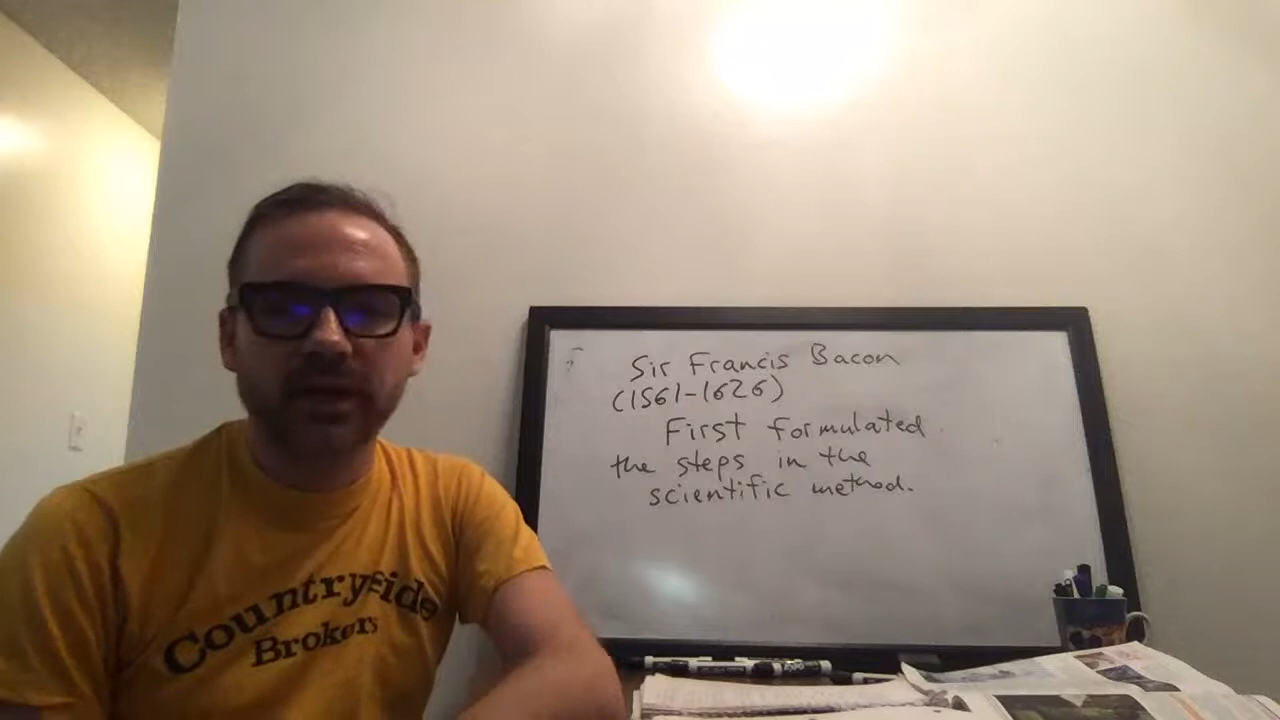 Sir Francis Bacon
(1561-1626)
First formulated
the steps in the
scientific method.
Countryside
Brokers